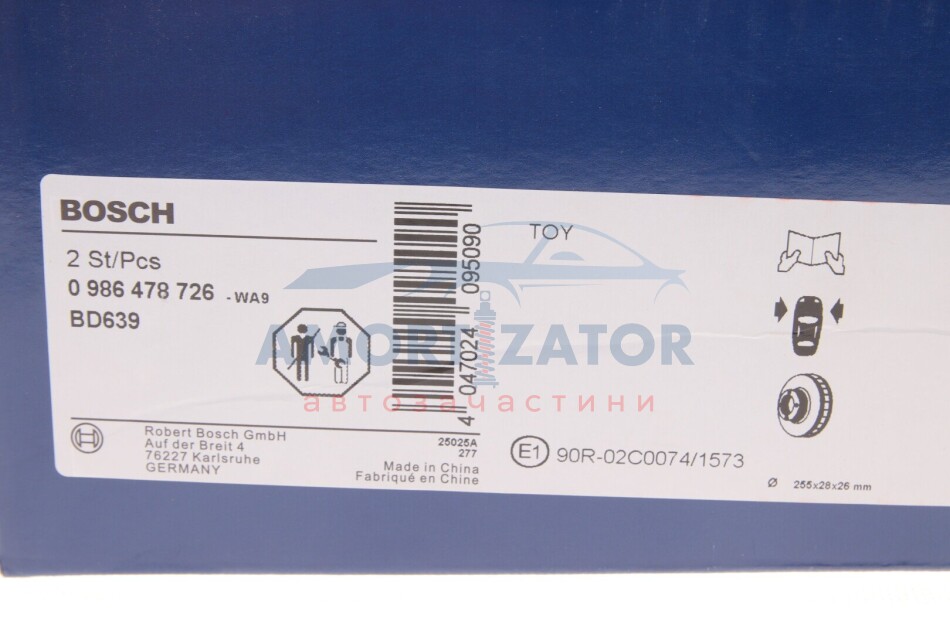 BOSCH
2 St/Pcs
0 986 478 726 -WA9
BD639
4 047024 095090
TOY
AMORTIZATOR
автозапчастини
Robert Bosch GmbH
Auf der Breit 4
76227 Karlsruhe
GERMANY
25025A
277
Made in China
Fabriqué en Chine
E1 90R-02C0074/1573
Ø 255x28x26 mm